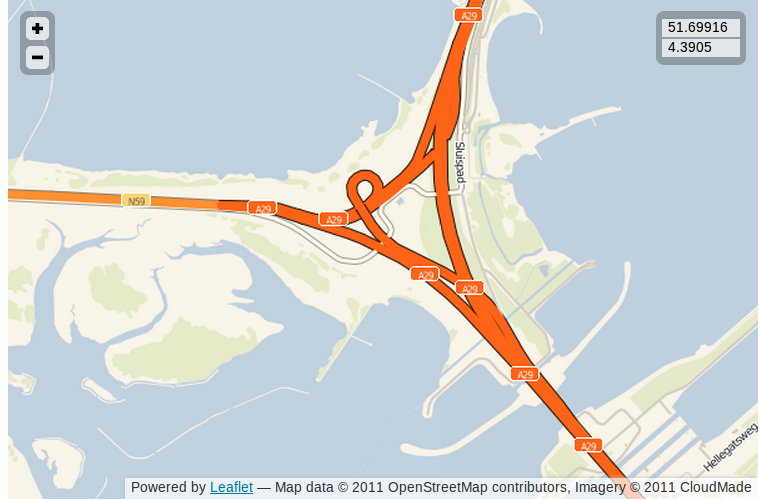 +
−
51.69916
4.3905
A29
Sluispad
N59
A29
A29
A29
A29
A29
A29
Hellegatsweg
Powered by Leaflet — Map data © 2011 OpenStreetMap contributors, Imagery © 2011 CloudMade